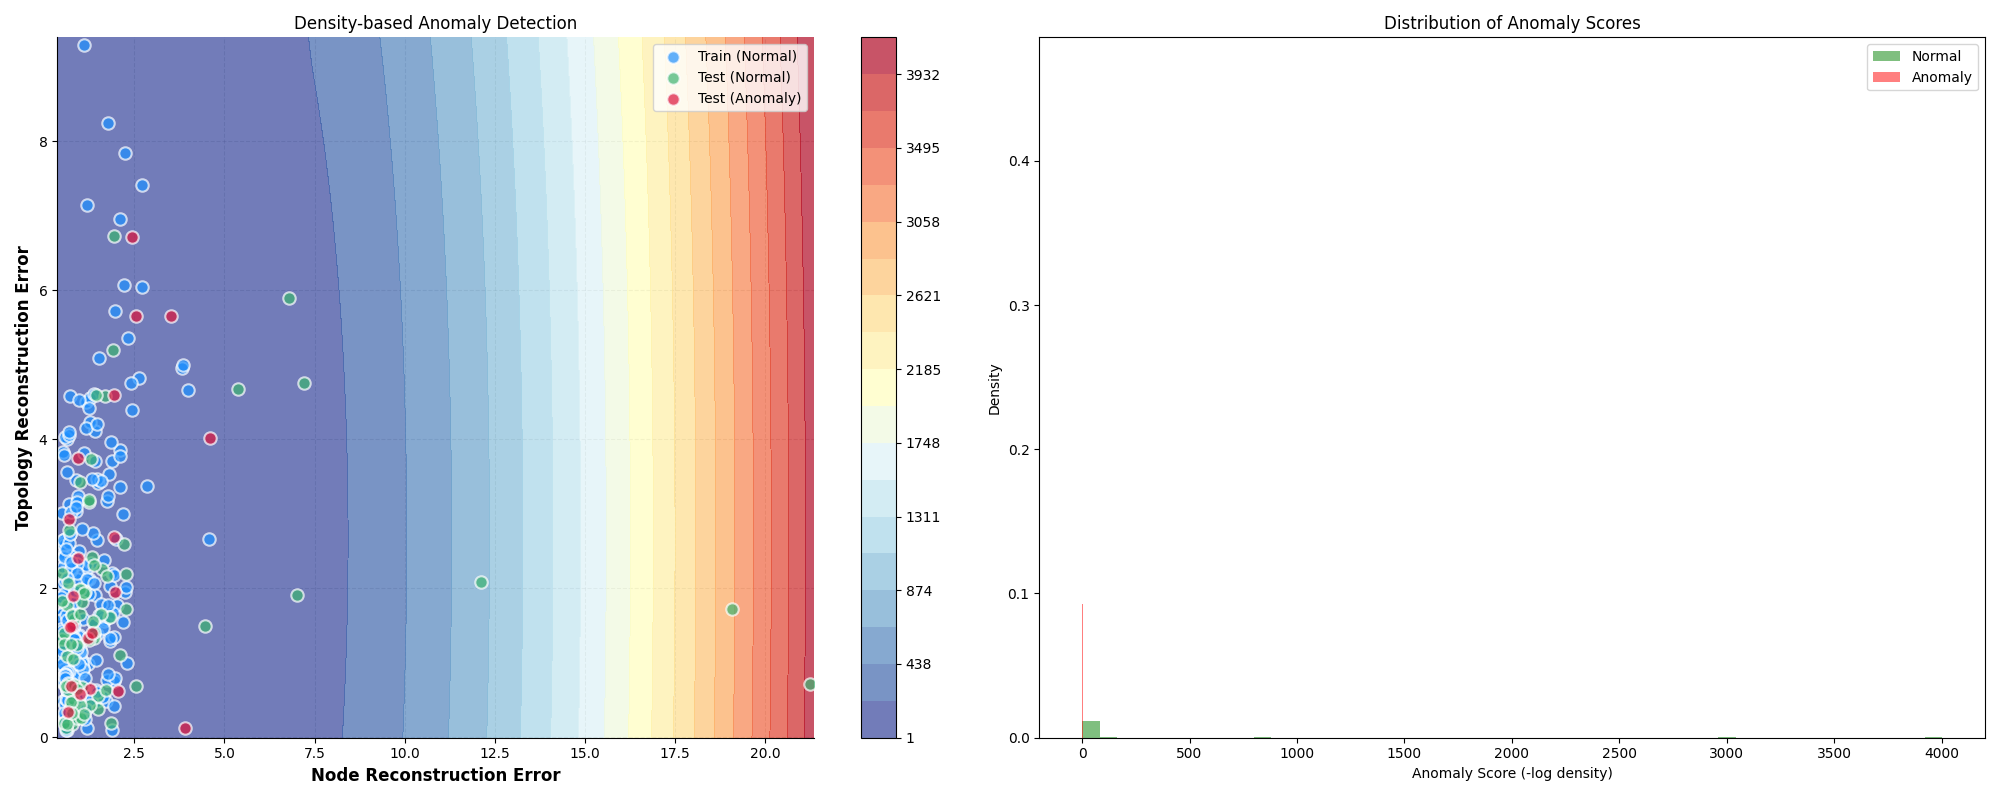 Density-based Anomaly Detection
Train (Normal)
Test (Normal)
Test (Anomaly)
Topology Reconstruction Error
8
6
4
2
0
2.5 5.0 7.5 10.0 12.5 15.0 17.5 20.0
Node Reconstruction Error
3932
3495
3058
2621
2185
1748
1311
874
438
1
Distribution of Anomaly Scores
Normal
Anomaly
Density
0.4
0.3
0.2
0.1
0.0
0 500 1000 1500 2000 2500 3000 3500 4000
Anomaly Score (-log density)